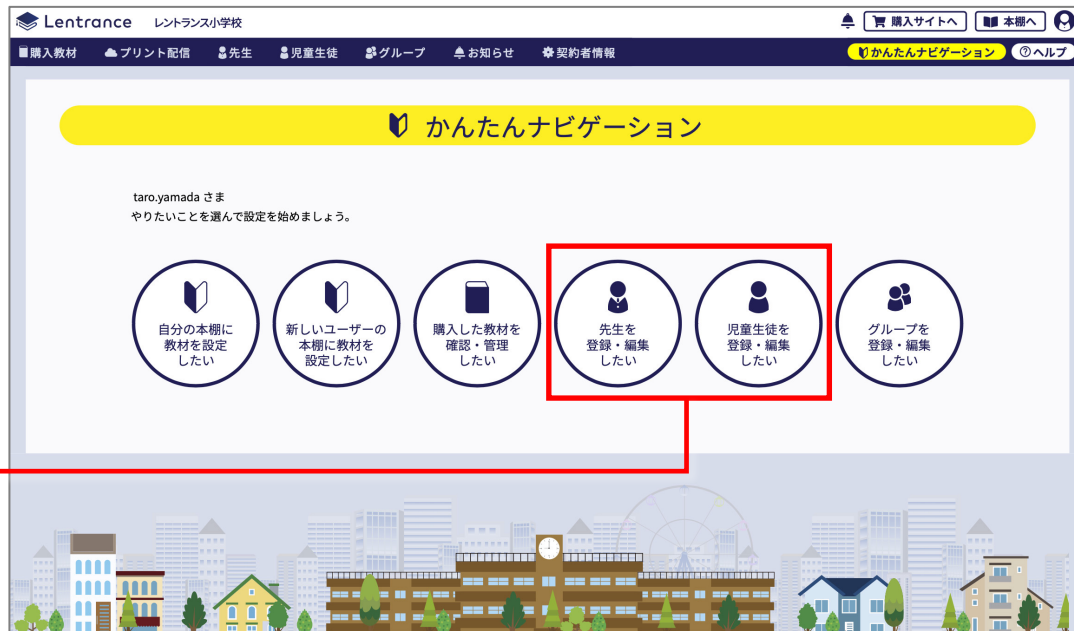 Lentrance レントランス小学校
購入サイトへ 本棚へ
購入教材 プリント配信 先生 児童生徒 グループ お知らせ 契約者情報
かんたんナビゲーション ヘルプ
かんたんナビゲーション
taro.yamada さま
やりたいことを選んで設定を始めましょう。
自分の本棚に
教材を設定
したい
新しいユーザーの
本棚に教材を
設定したい
購入した教材を
確認・管理
したい
先生を
登録・編集
したい
児童生徒を
登録・編集
したい
グループを
登録・編集
したい